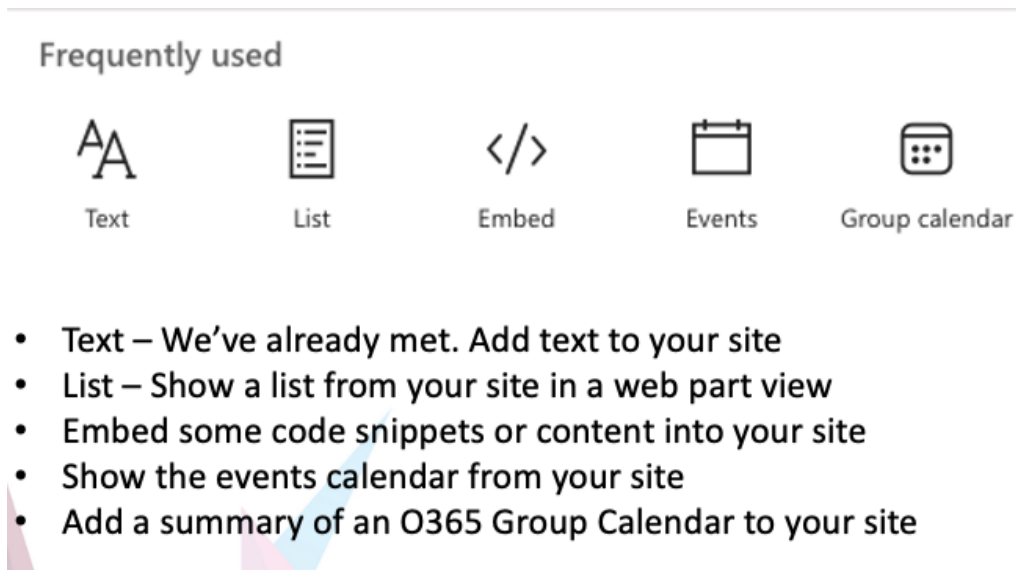 Frequently used
Text
List
Embed
Events
Group calendar
• Text – We’ve already met. Add text to your site
• List – Show a list from your site in a web part view
• Embed some code snippets or content into your site
• Show the events calendar from your site
• Add a summary of an O365 Group Calendar to your site